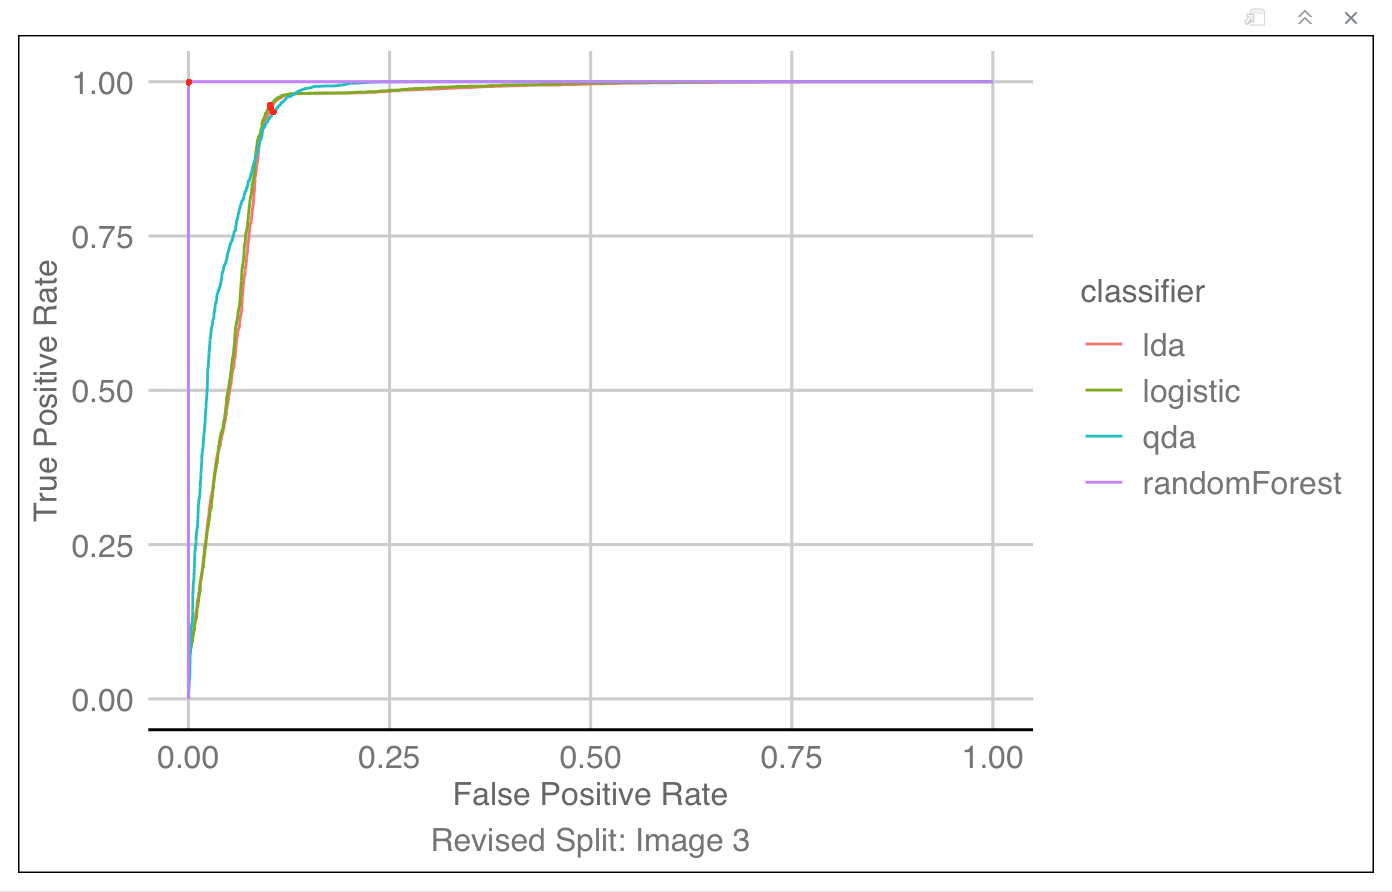 1.00
0.75
0.50
0.25
0.00
True Positive Rate
0.00 0.25 0.50 0.75 1.00
False Positive Rate
Revised Split: Image 3
classifier
lda
logistic
qda
randomForest